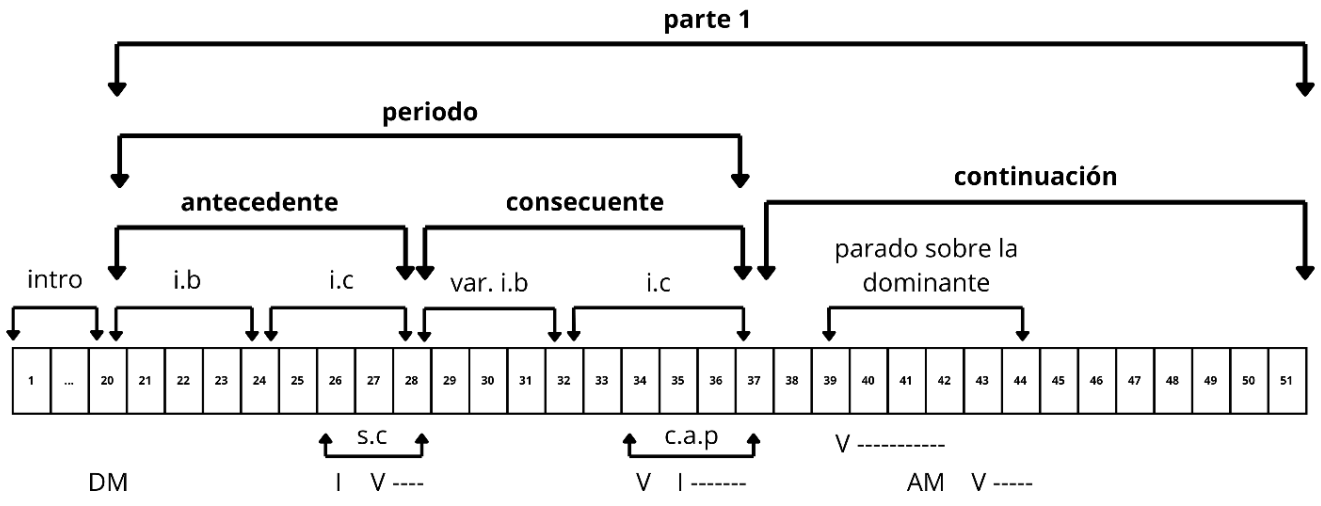 parte 1
periodo
continuación
antecedente
consecuente
parado sobre la
dominante
intro
i.b
i.c
var. i.b
i.c
1 ... 20 21 22 23 24 25 26 27 28 29 30 31 32 33 34 35 36 37 38 39 40 41 42 43 44 45 46 47 48 49 50 51
s.c
c.a.p
V -----------
DM
I V ----
V I -------
AM V -----